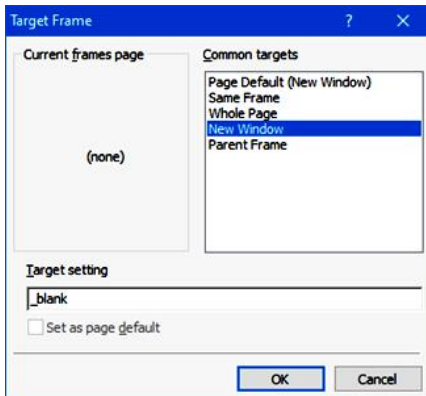 Target Frame
Current frames page
(none)
Common targets
Page Default (New Window)
Same Frame
Whole Page
New Window
Parent Frame
Target setting
_blank
Set as page default
OK
Cancel